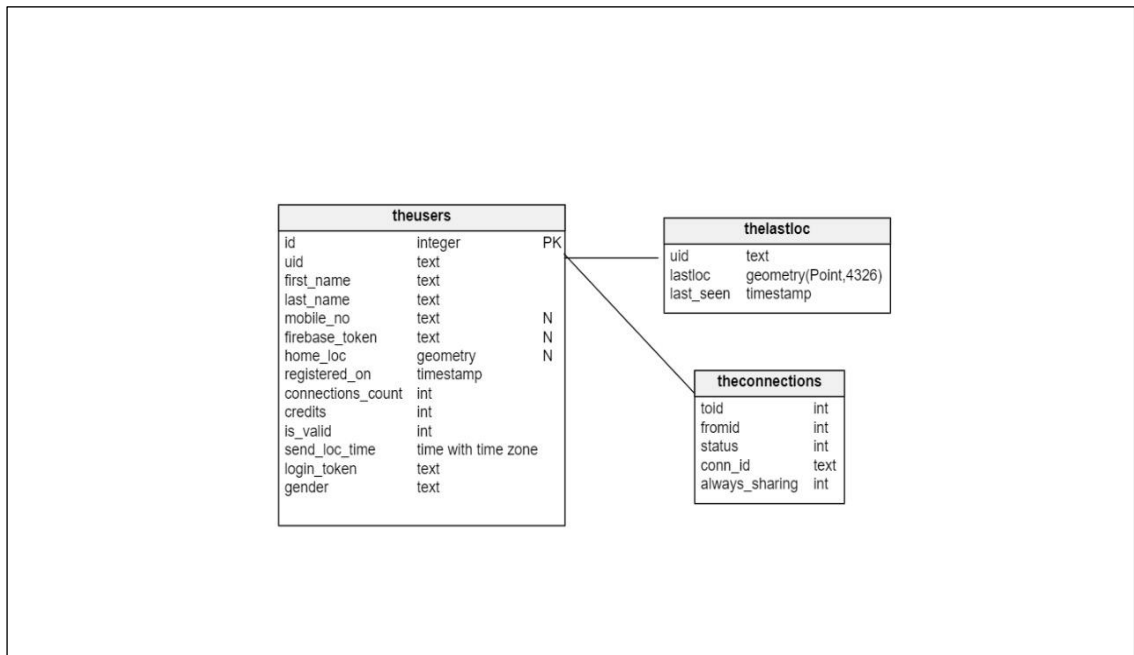 theusers
id integer PK
uid text
first_name text
last_name text
mobile_no text N
firebase_token text N
home_loc geometry N
registered_on timestamp
connections_count int
credits int
is_valid int
send_loc_time time with time zone
login_token text
gender text
thelastloc
uid text
lastloc geometry(Point,4326)
last_seen timestamp
theconnections
toid int
fromid int
status int
conn_id text
always_sharing int